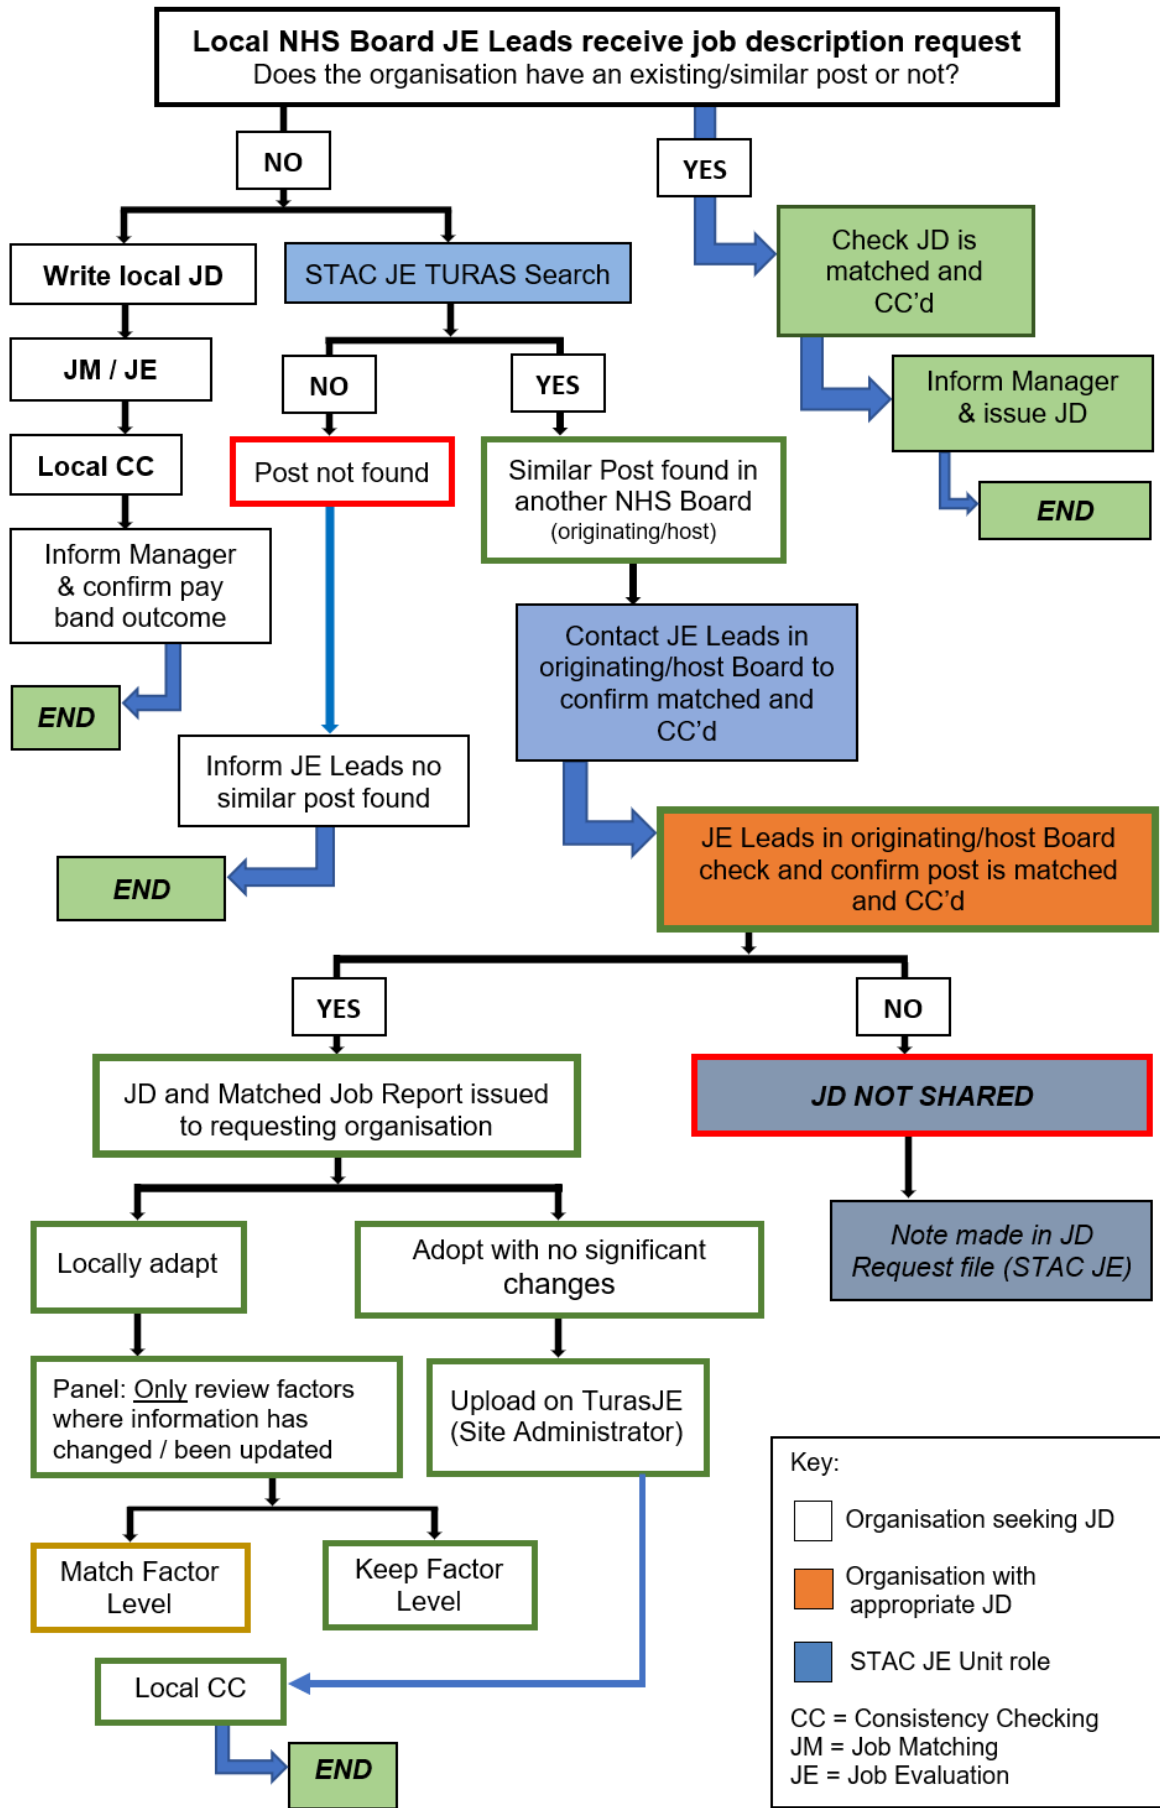 Local NHS Board JE Leads receive job description request
Does the organisation have an existing/similar post or not?
NO
YES
Write local JD
STAC JE TURAS Search
Check JD is
matched and
CC’d
JM / JE
NO
YES
Inform Manager
& issue JD
Local CC
Post not found
Similar Post found in
another NHS Board
(originating/host)
END
Inform Manager
& confirm pay
band outcome
Contact JE Leads in
originating/host Board to
confirm matched and
CC’d
END
Inform JE Leads no
similar post found
JE Leads in originating/host Board
check and confirm post is matched
and CC’d
END
YES
NO
JD and Matched Job Report issued
to requesting organisation
JD NOT SHARED
Locally adapt
Adopt with no significant
changes
Note made in JD
Request file (STAC JE)
Panel: Only review factors
where information has
changed / been updated
Upload on TurasJE
(Site Administrator)
Match Factor
Level
Keep Factor
Level
Local CC
END
Key:
Organisation seeking JD
Organisation with
appropriate JD
STAC JE Unit role
CC = Consistency Checking
JM = Job Matching
JE = Job Evaluation